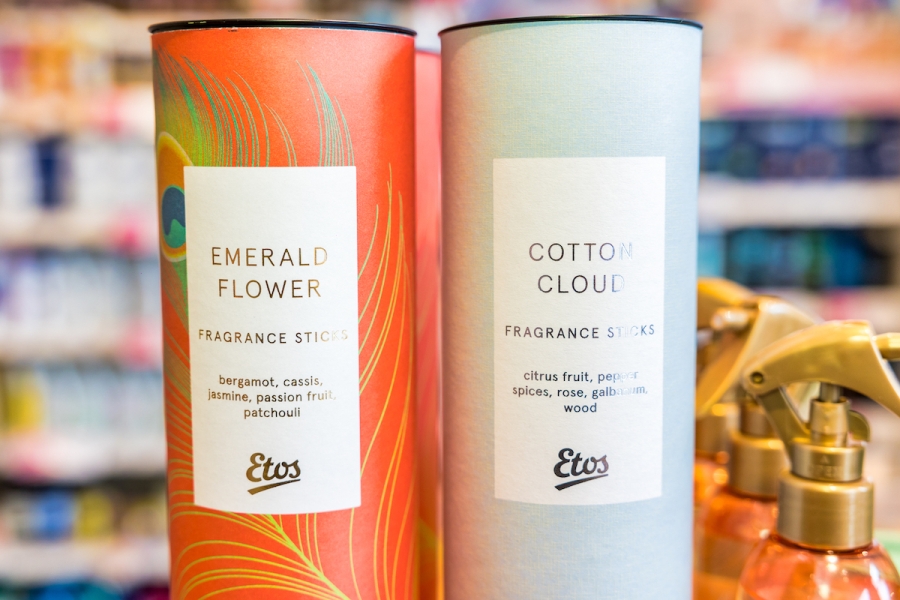 EMERALD
FLOWER
FRAGRANCE STICKS
bergamot, cassis,
jasmine, passion fruit,
patchouli
Etos
COTTON
CLOUD
FRAGRANCE STICKS
citrus fruit, pepper
spices, rose, galbanum,
wood
Etos